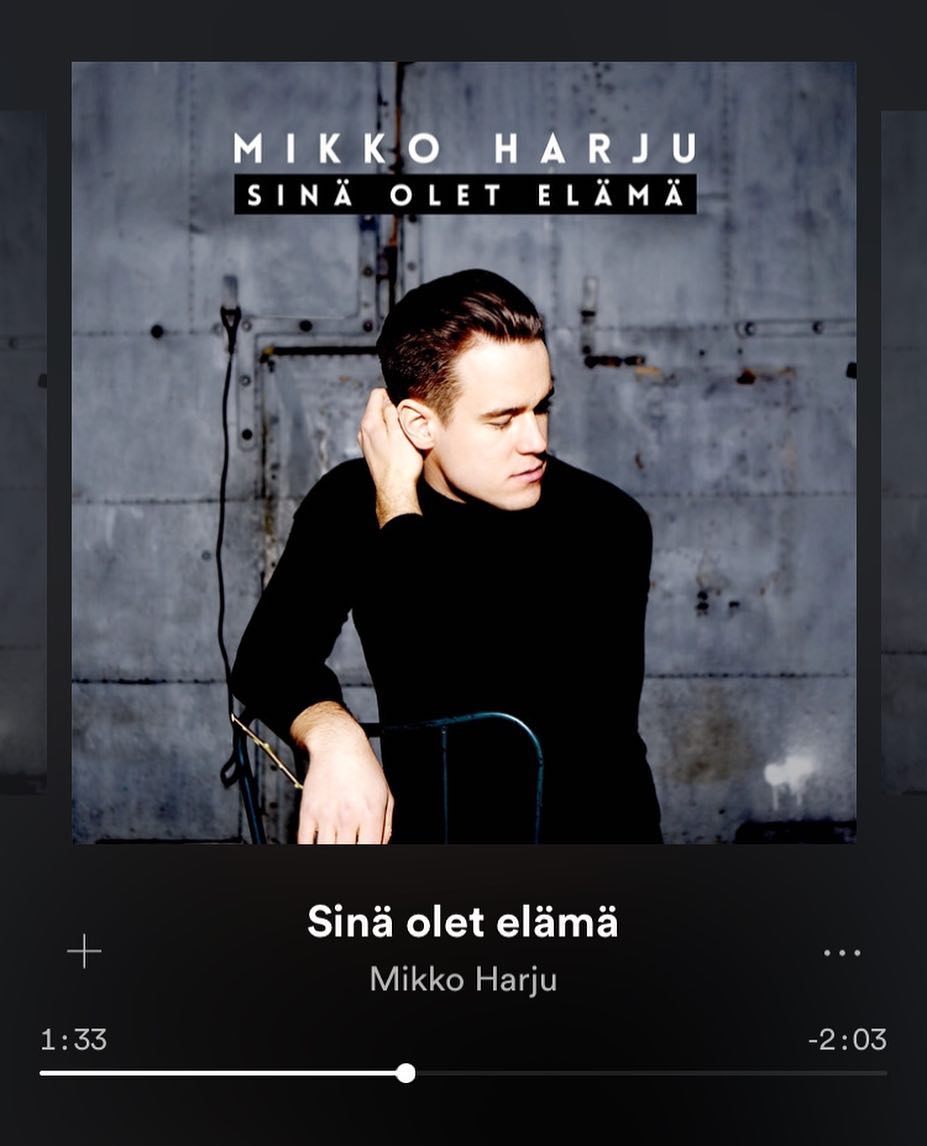 MIKKO HARJU
SINÄ OLET ELÄMÄ
Sinä olet elämä
Mikko Harju
1:33
-2:03